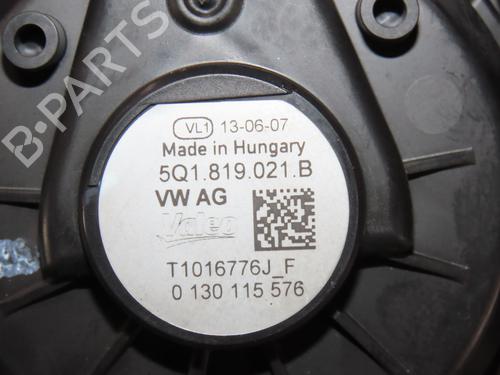 B-PARTS
VL1 13-06-07
Made in Hungary
5Q1.819.021.B
VW AG
Valeo
T1016776J_F
0 130 115 576